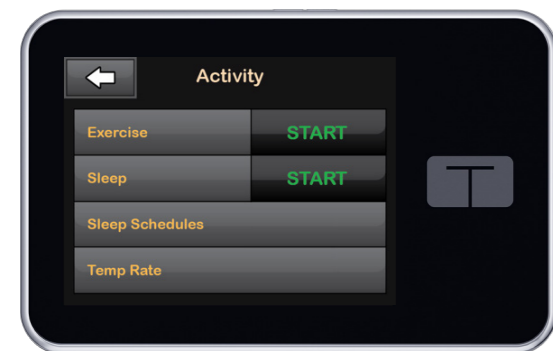 Activity
Exercise START
Sleep START
Sleep Schedules
Temp Rate